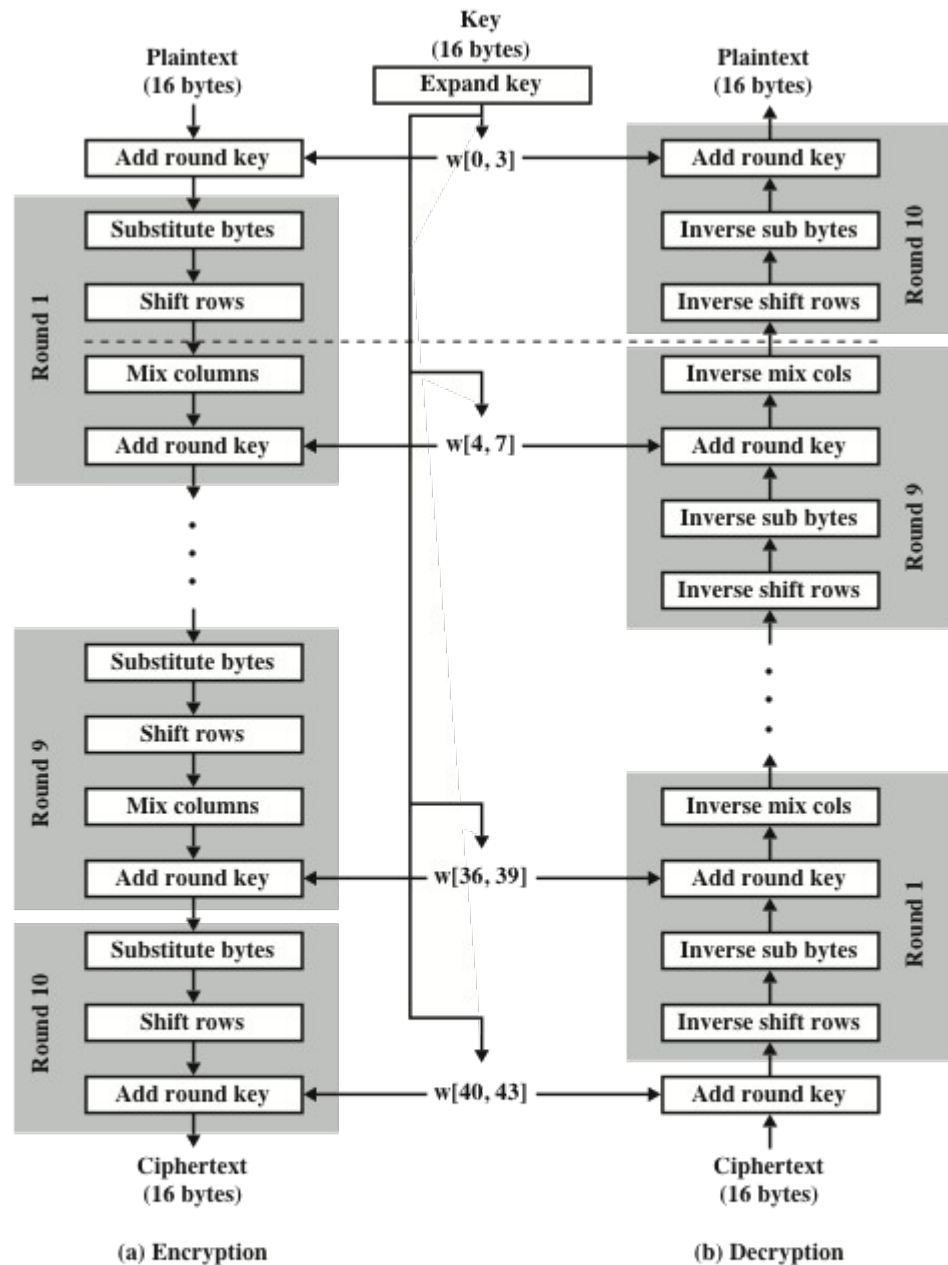 Key
(16 bytes)
Expand key
Plaintext
(16 bytes)
Add round key
Round 1
Substitute bytes
Shift rows
Mix columns
Add round key
Round 9
Substitute bytes
Shift rows
Mix columns
Add round key
Round 10
Substitute bytes
Shift rows
Add round key
Ciphertext
(16 bytes)
(a) Encryption
w[0, 3]
w[4, 7]
w[36, 39]
w[40, 43]
Plaintext
(16 bytes)
Add round key
Inverse sub bytes
Inverse shift rows
Round 10
Inverse mix cols
Add round key
Inverse sub bytes
Inverse shift rows
Round 9
Inverse mix cols
Add round key
Inverse sub bytes
Inverse shift rows
Round 1
Add round key
Ciphertext
(16 bytes)
(b) Decryption